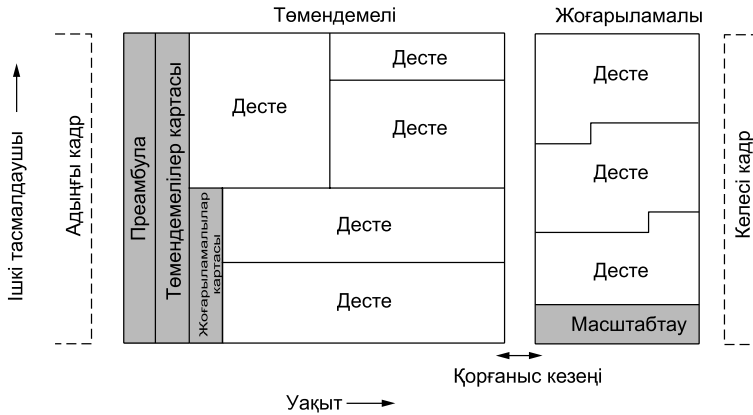 Төмендемелі
Жоғарыламалы
Ішкі тасмалдаушы
Адыңғы кадр
Преамбула
Төмендемелілер картасы
Жоғарыламалылар
картасы
Десте
Десте
Десте
Десте
Десте
Десте
Десте
Десте
Масштабтау
Келесі кадр
Қорғаныс кезеңі
Уақыт